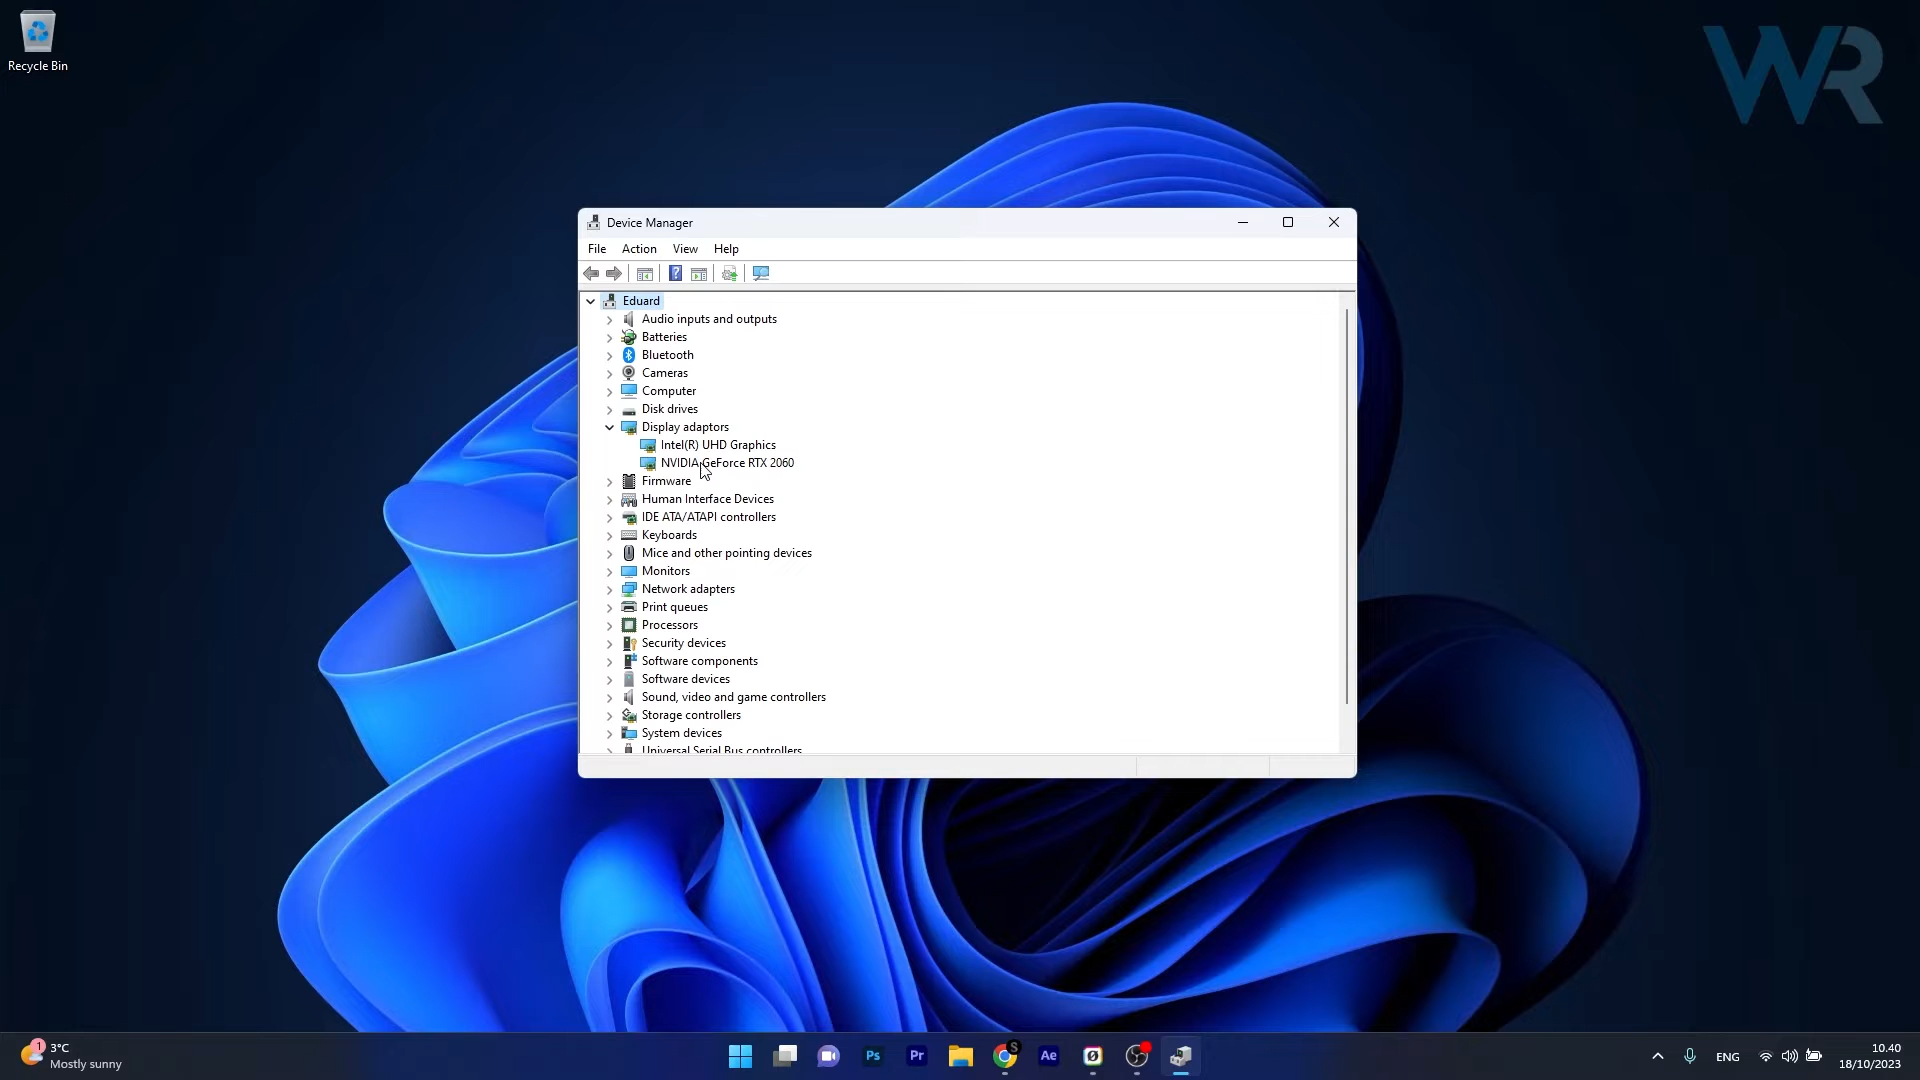 Recycle Bin
WR
Device Manager
File Action View Help
Eduard
Audio inputs and outputs
Batteries
Bluetooth
Cameras
Computer
Disk drives
Display adaptors
Intel(R) UHD Graphics
NVIDIA GeForce RTX 2060
Firmware
Human Interface Devices
IDE ATA/ATAPI controllers
Keyboards
Mice and other pointing devices
Monitors
Network adapters
Print queues
Processors
Security devices
Software components
Software devices
Sound, video and game controllers
Storage controllers
System devices
Universal Serial Bus controllers
1
3°C
Mostly sunny
Ps
Pr
S
Ae
ENG
10.40
18/10/2023